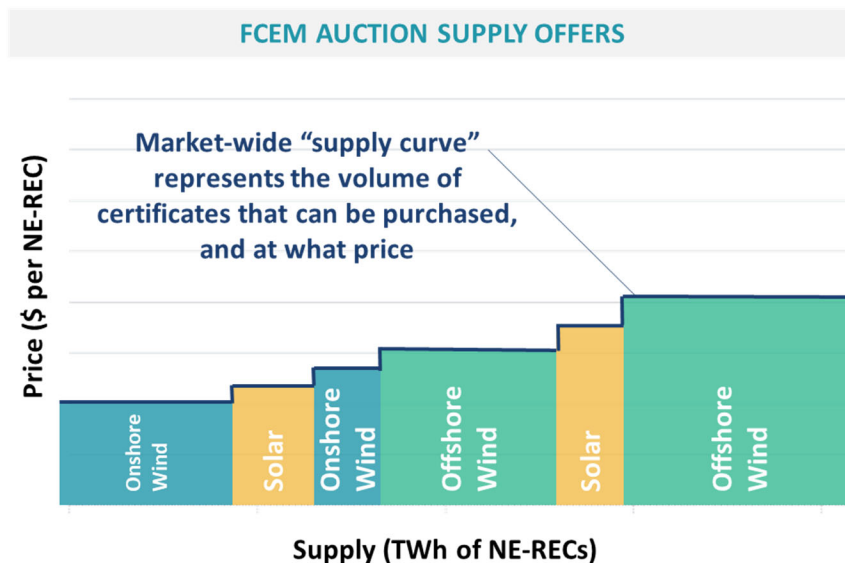 FCEM AUCTION SUPPLY OFFERS
Market-wide “supply curve”
represents the volume of
certificates that can be purchased,
and at what price
Price ($ per NE-REC)
Onshore
Wind
Solar
Onshore
Wind
Offshore
Wind
Solar
Offshore
Wind
Supply (TWh of NE-RECs)